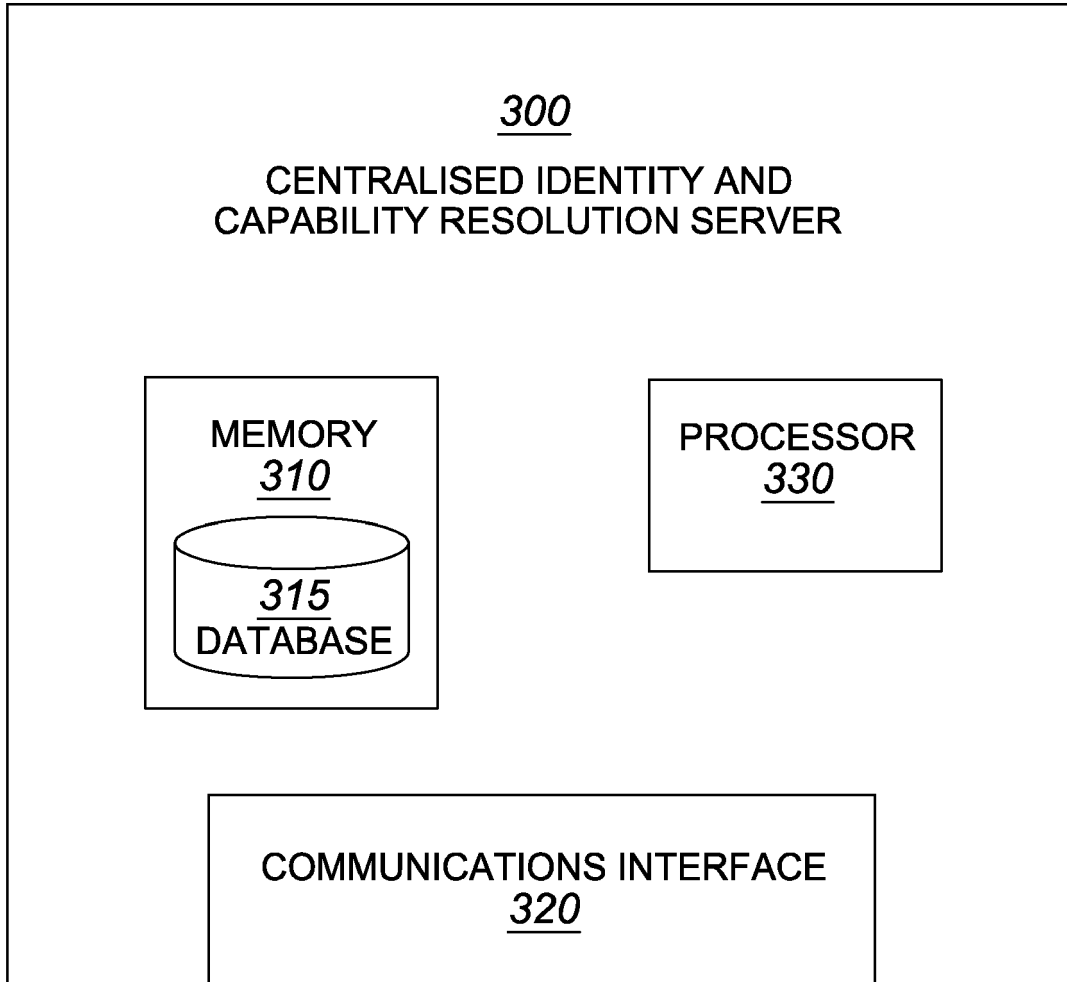 300
CENTRALISED IDENTITY AND
CAPABILITY RESOLUTION SERVER
MEMORY
310
315
DATABASE
PROCESSOR
330
COMMUNICATIONS INTERFACE
320